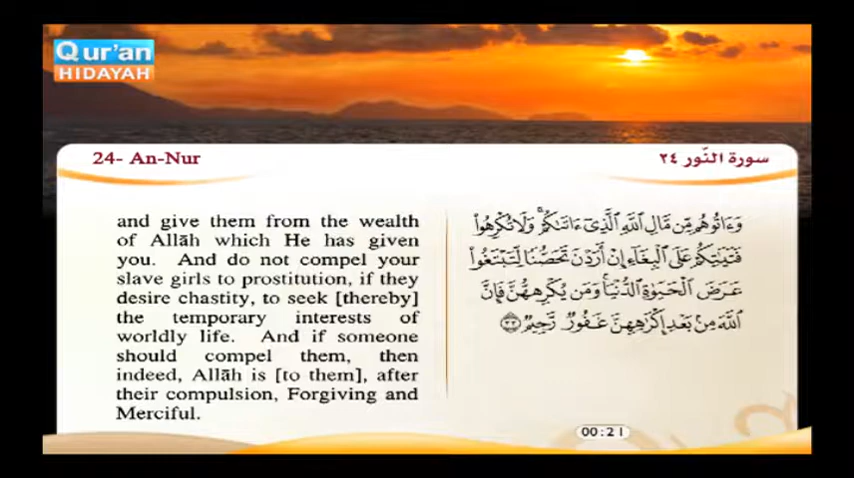 Qur'an
HIDAYAH
24- An-Nur
سورة النّور ٢٤
and give them from the wealth
of Allāh which He has given
you. And do not compel your
slave girls to prostitution, if they
desire chastity, to seek [thereby]
the temporary interests of
worldly life. And if someone
should compel them, then
indeed, Allāh is [to them], after
their compulsion, Forgiving and
Merciful.
وَءَاتُوهُم مِّن مَّالِ ٱللَّهِ ٱلَّذِىٓ ءَاتَىٰكُمْ ۚ وَلَا تُكْرِهُوا۟
فَتَيَـٰتِكُمْ عَلَى ٱلْبِغَآءِ إِنْ أَرَدْنَ تَحَصُّنًا لِّتَبْتَغُوا۟
عَرَضَ ٱلْحَيَوٰةِ ٱلدُّنْيَا ۚ وَمَن يُكْرِههُّنَّ فَإِنَّ
ٱللَّهَ مِنۢ بَعْدِ إِكْرَٰهِهِنَّ غَفُورٌ رَّحِيمٌ ٣٣
00:21